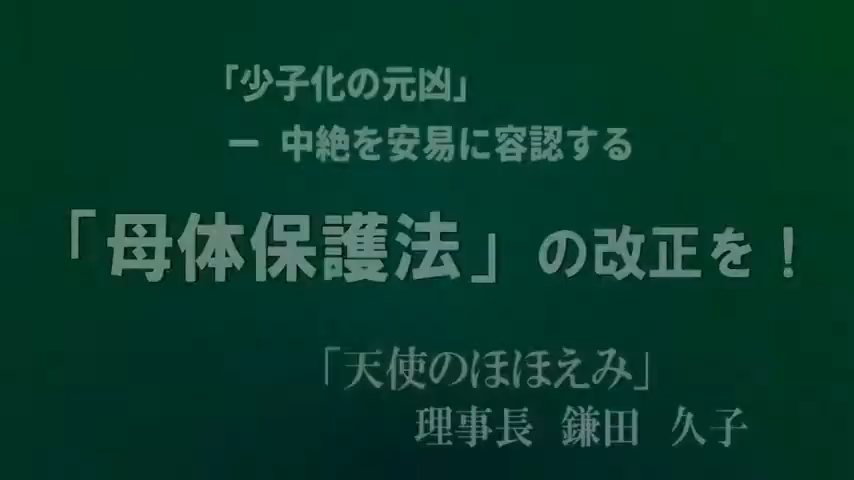 「少子化の元凶」
ー 中絶を安易に容認する
「母体保護法」の改正を！
「天使のほほえみ」
理事長 鎌田 久子